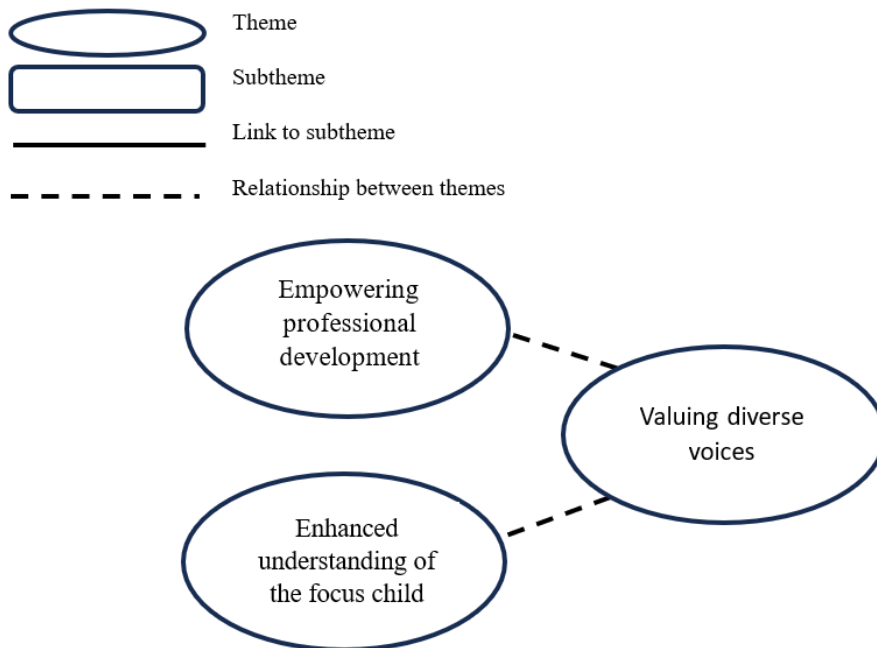 Theme
Subtheme
Link to subtheme
Relationship between themes
Empowering
professional
development
Valuing diverse
voices
Enhanced
understanding of
the focus child